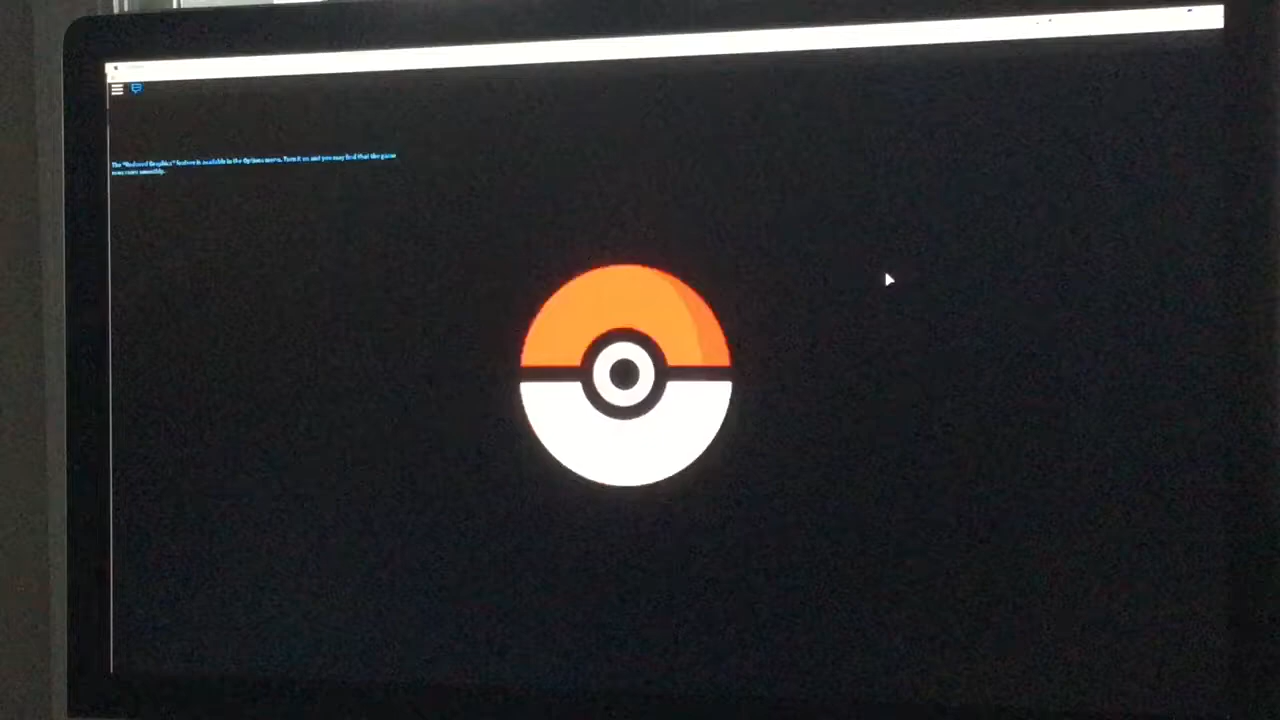 The "Reduced Graphics" feature is available in the Options menu. Turn it on and you may find that the game
now runs smoothly.